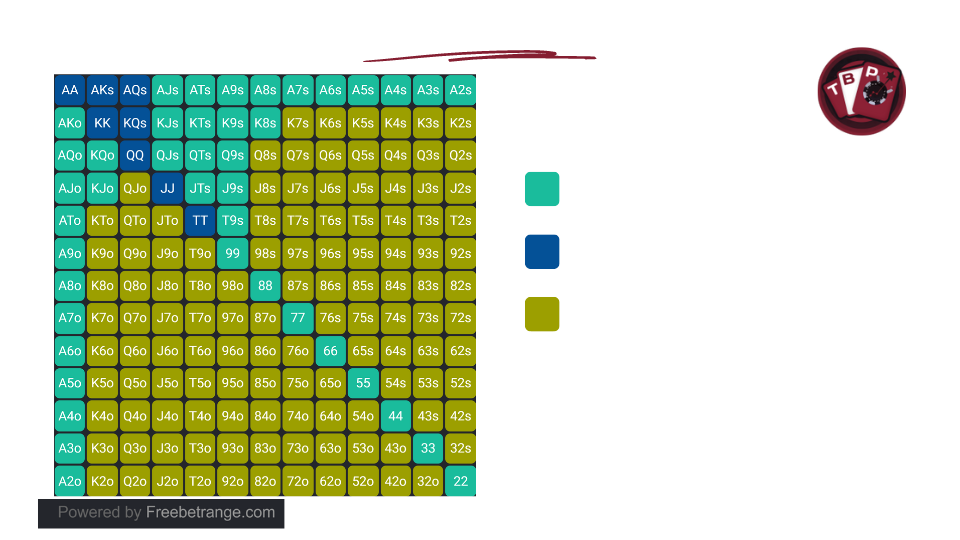 T B P
AA AKs AQs AJs ATs A9s A8s A7s A6s A5s A4s A3s A2s
AKo KK KQs KJs KTs K9s K8s K7s K6s K5s K4s K3s K2s
AQo KQo QQ QJs QTs Q9s Q8s Q7s Q6s Q5s Q4s Q3s Q2s
AJo KJo QJo JJ JTs J9s J8s J7s J6s J5s J4s J3s J2s
ATo KTo QTo JTo TT T9s T8s T7s T6s T5s T4s T3s T2s
A9o K9o Q9o J9o T9o 99 98s 97s 96s 95s 94s 93s 92s
A8o K8o Q8o J8o T8o 98o 88 87s 86s 85s 84s 83s 82s
A7o K7o Q7o J7o T7o 97o 87o 77 76s 75s 74s 73s 72s
A6o K6o Q6o J6o T6o 96o 86o 76o 66 65s 64s 63s 62s
A5o K5o Q5o J5o T5o 95o 85o 75o 65o 55 54s 53s 52s
A4o K4o Q4o J4o T4o 94o 84o 74o 64o 54o 44 43s 42s
A3o K3o Q3o J3o T3o 93o 83o 73o 63o 53o 43o 33 32s
A2o K2o Q2o J2o T2o 92o 82o 72o 62o 52o 42o 32o 22
Powered by Freebetrange.com